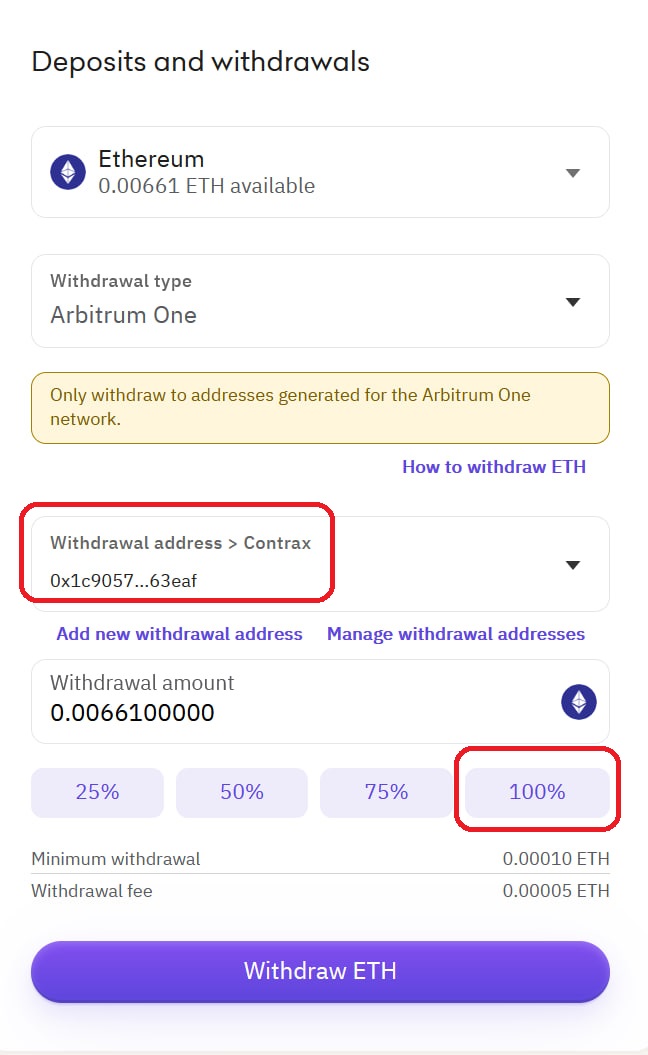 Deposits and withdrawals
Ethereum
0.00661 ETH available
Withdrawal type
Arbitrum One
Only withdraw to addresses generated for the Arbitrum One
network.
How to withdraw ETH
Withdrawal address > Contrax
0x1c9057...63eaf
Add new withdrawal address Manage withdrawal addresses
Withdrawal amount
0.0066100000
25% 50% 75% 100%
Minimum withdrawal 0.00010 ETH
Withdrawal fee 0.00005 ETH
Withdraw ETH